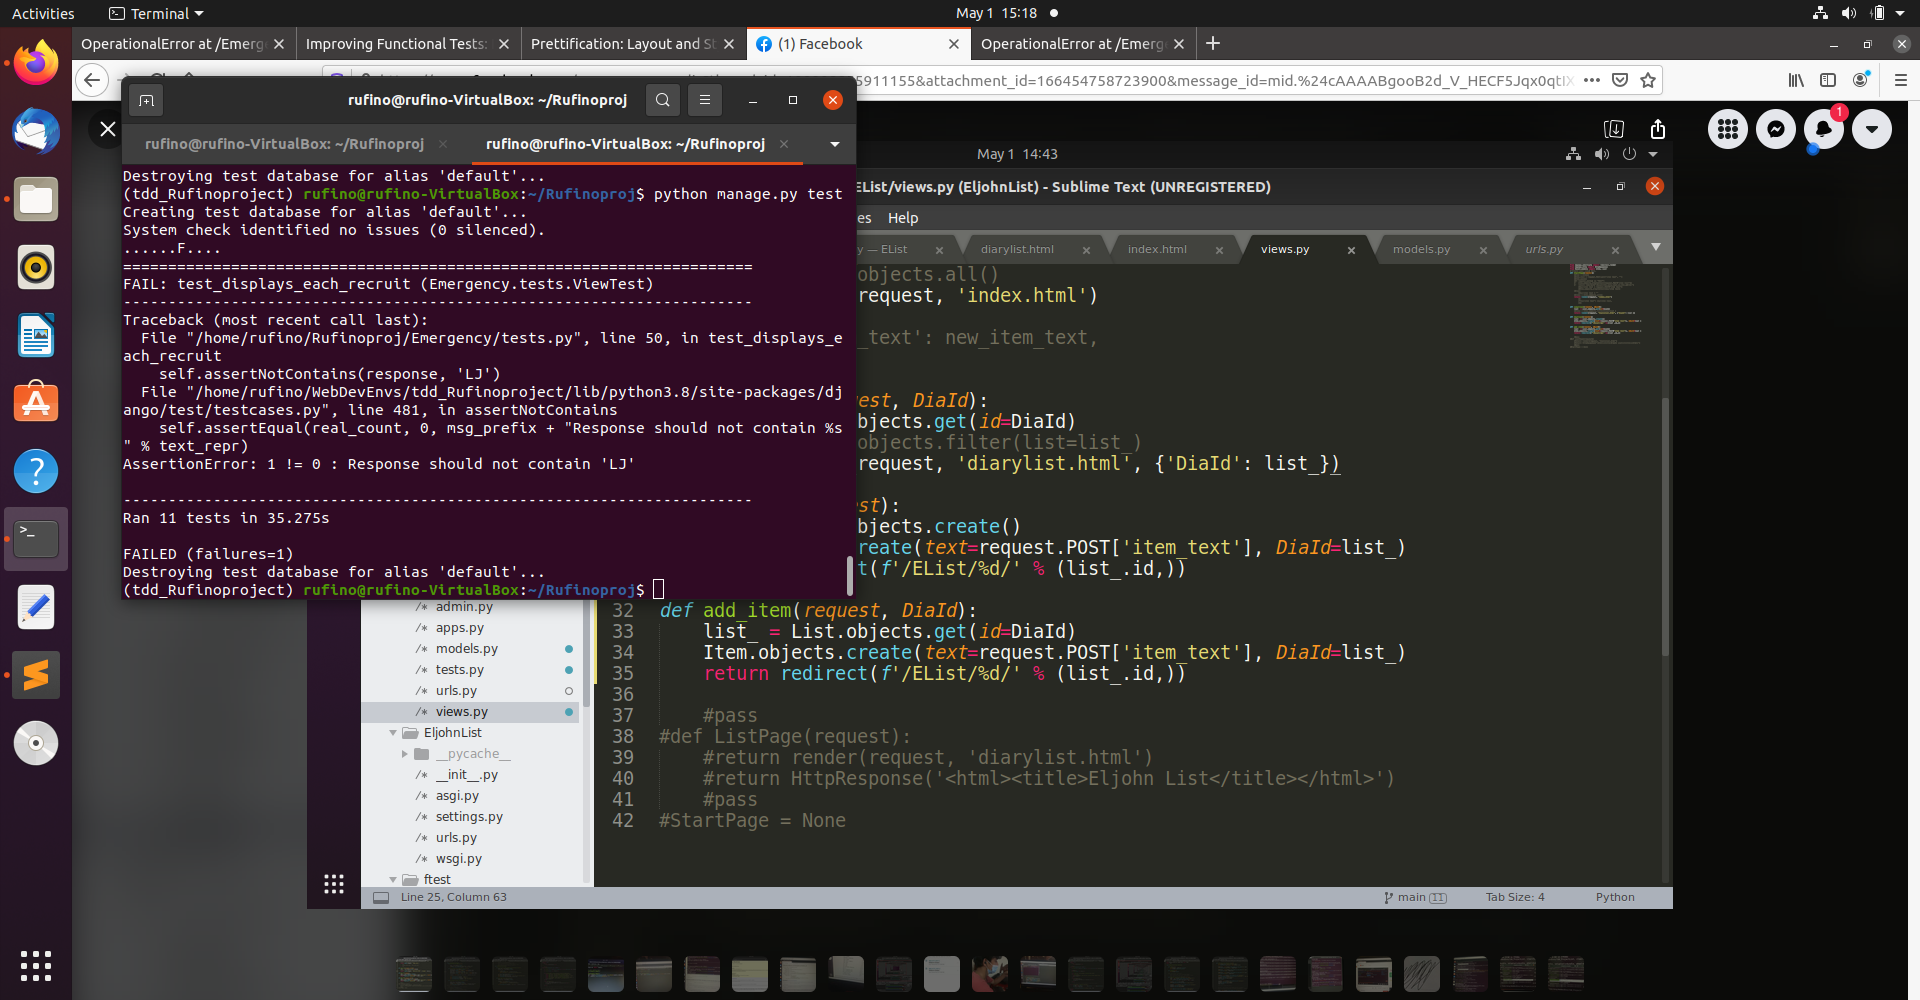 Activities
Terminal
May 1 15:18
OperationalError at /Emerg
Improving Functional Tests:
Prettification: Layout and St
(1) Facebook
OperationalError at /Emerg
5911155&attachment_id=166454758723900&message_id=mid.%24cAAAABgooB2d_V_HECF5Jqx0qtIX
rufino@rufino-VirtualBox: ~/Rufinoproj
rufino@rufino-VirtualBox: ~/Rufinoproj
rufino@rufino-VirtualBox: ~/Rufinoproj
Destroying test database for alias 'default'...
(tdd_Rufinoproject) rufino@rufino-VirtualBox:~/Rufinoproj$ python manage.py test
Creating test database for alias 'default'...
System check identified no issues (0 silenced).
......F....
======================================================================
FAIL: test_displays_each_recruit (Emergency.tests.ViewTest)
----------------------------------------------------------------------
Traceback (most recent call last):
  File "/home/rufino/Rufinoproj/Emergency/tests.py", line 50, in test_displays_e
ach_recruit
    self.assertNotContains(response, 'LJ')
  File "/home/rufino/WebDevEnvs/tdd_Rufinoproject/lib/python3.8/site-packages/dj
ango/test/testcases.py", line 481, in assertNotContains
    self.assertEqual(real_count, 0, msg_prefix + "Response should not contain %s
" % text_repr)
AssertionError: 1 != 0 : Response should not contain 'LJ'
----------------------------------------------------------------------
Ran 11 tests in 35.275s
FAILED (failures=1)
Destroying test database for alias 'default'...
(tdd_Rufinoproject) rufino@rufino-VirtualBox:~/Rufinoproj$
1
May 1 14:43
EList/views.py (EljohnList) - Sublime Text (UNREGISTERED)
es Help
y — EList
diarylist.html
index.html
views.py
models.py
urls.py
objects.all()
request, 'index.html')
_text': new_item_text,
est, DiaId):
bjects.get(id=DiaId)
objects.filter(list=list_)
request, 'diarylist.html', {'DiaId': list_})
est):
bjects.create()
reate(text=request.POST['item_text'], DiaId=list_)
t(f'/EList/%d/' % (list_.id,))
32 def add_item(request, DiaId):
33     list_ = List.objects.get(id=DiaId)
34     Item.objects.create(text=request.POST['item_text'], DiaId=list_)
35     return redirect(f'/EList/%d/' % (list_.id,))
36
37     #pass
38 #def ListPage(request):
39     #return render(request, 'diarylist.html')
40     #return HttpResponse('<html><title>Eljohn List</title></html>')
41     #pass
42 #StartPage = None
/* admin.py
/* apps.py
/* models.py
/* tests.py
/* urls.py
/* views.py
EljohnList
__pycache__
/* __init__.py
/* asgi.py
/* settings.py
/* urls.py
/* wsgi.py
ftest
Line 25, Column 63
main 11
Tab Size: 4
Python